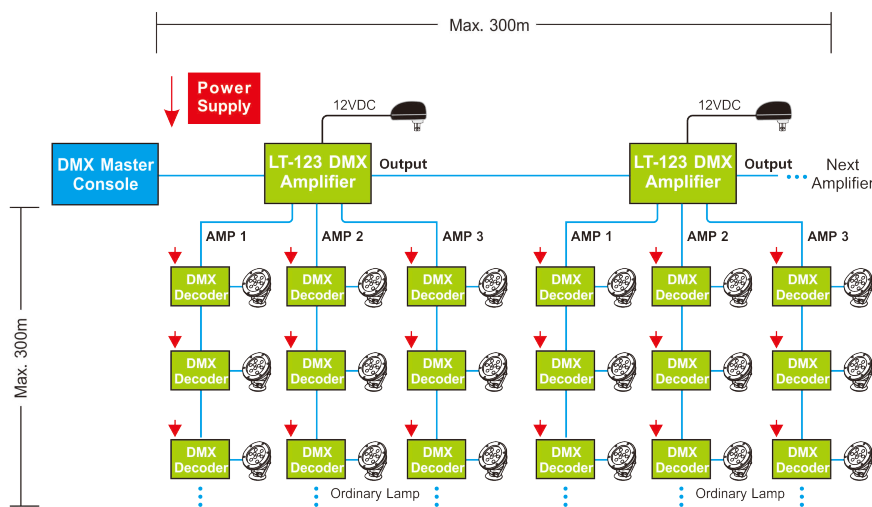 Max. 300m
Power
Supply
12VDC
12VDC
DMX Master
Console
LT-123 DMX
Amplifier
Output
LT-123 DMX
Amplifier
Output
Next
Amplifier
AMP 1
AMP 2
AMP 3
AMP 1
AMP 2
AMP 3
Max. 300m
DMX
Decoder
DMX
Decoder
DMX
Decoder
DMX
Decoder
DMX
Decoder
DMX
Decoder
DMX
Decoder
DMX
Decoder
DMX
Decoder
DMX
Decoder
DMX
Decoder
DMX
Decoder
DMX
Decoder
DMX
Decoder
DMX
Decoder
DMX
Decoder
DMX
Decoder
DMX
Decoder
Ordinary Lamp
Ordinary Lamp